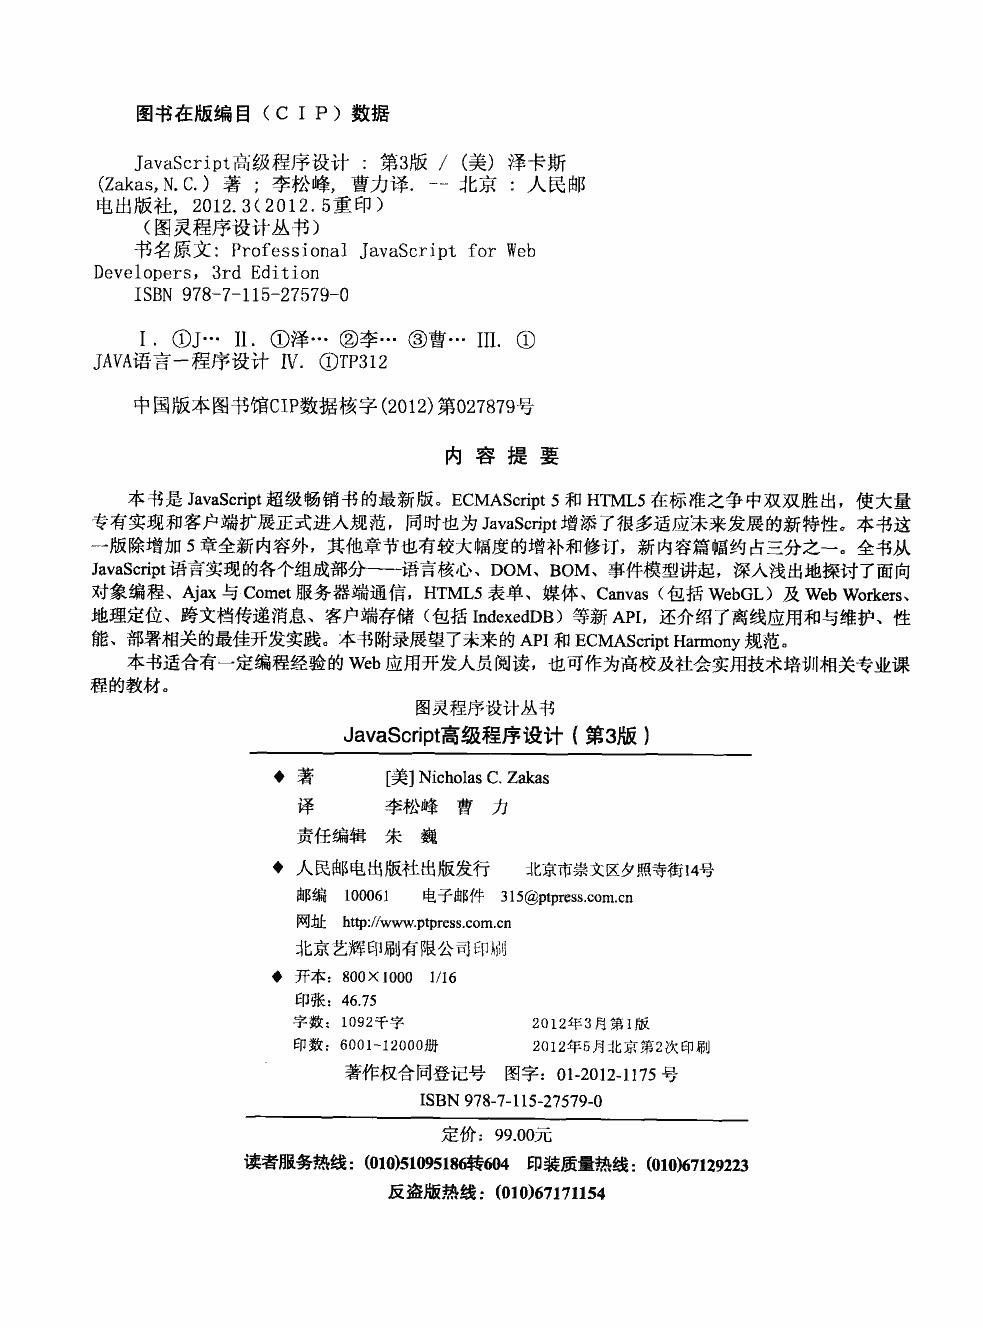 图书在版编目（ＣＩＰ）数据
JavaScript高级程序设计 : 第3版 / (美) 泽卡斯
(Zakas,N.C.) 著 ; 李松峰, 曹力译. -- 北京 : 人民邮
电出版社, 2012.3(2012.5重印)
(图灵程序设计丛书)
书名原文: Professional JavaScript for Web
Developers, 3rd Edition
ISBN 978-7-115-27579-0
Ⅰ. ①J… Ⅱ. ①泽… ②李… ③曹… Ⅲ. ①
JAVA语言－程序设计 Ⅳ. ①TP312
中国版本图书馆CIP数据核字(2012)第027879号
内 容 提 要
本书是 JavaScript 超级畅销书的最新版。ECMAScript 5 和 HTML5 在标准之争中双双胜出，使大量
专有实现和客户端扩展正式进入规范，同时也为 JavaScript 增添了很多适应未来发展的新特性。本书这
一版除增加 5 章全新内容外，其他章节也有较大幅度的增补和修订，新内容篇幅约占三分之一。全书从
JavaScript 语言实现的各个组成部分——语言核心、DOM、BOM、事件模型讲起，深入浅出地探讨了面向
对象编程、Ajax 与 Comet 服务器端通信，HTML5 表单、媒体、Canvas（包括 WebGL）及 Web Workers、
地理定位、跨文档传递消息、客户端存储（包括 IndexedDB）等新 API，还介绍了离线应用和与维护、性
能、部署相关的最佳开发实践。本书附录展望了未来的 API 和 ECMAScript Harmony 规范。
本书适合有一定编程经验的 Web 应用开发人员阅读，也可作为高校及社会实用技术培训相关专业课
程的教材。
图灵程序设计丛书
JavaScript高级程序设计（第3版）
◆ 著 [美] Nicholas C. Zakas
译 李松峰 曹 力
责任编辑 朱 巍
◆ 人民邮电出版社出版发行 北京市崇文区夕照寺街14号
邮编 100061 电子邮件 315@ptpress.com.cn
网址 http://www.ptpress.com.cn
北京艺辉印刷有限公司印刷
◆ 开本：800×1000 1/16
印张：46.75
字数：1092千字 2012年3月第1版
印数：6001-12000册 2012年5月北京第2次印刷
著作权合同登记号 图字：01-2012-1175 号
ISBN 978-7-115-27579-0
定价：99.00元
读者服务热线：(010)51095186转604 印装质量热线：(010)67129223
反盗版热线：(010)67171154